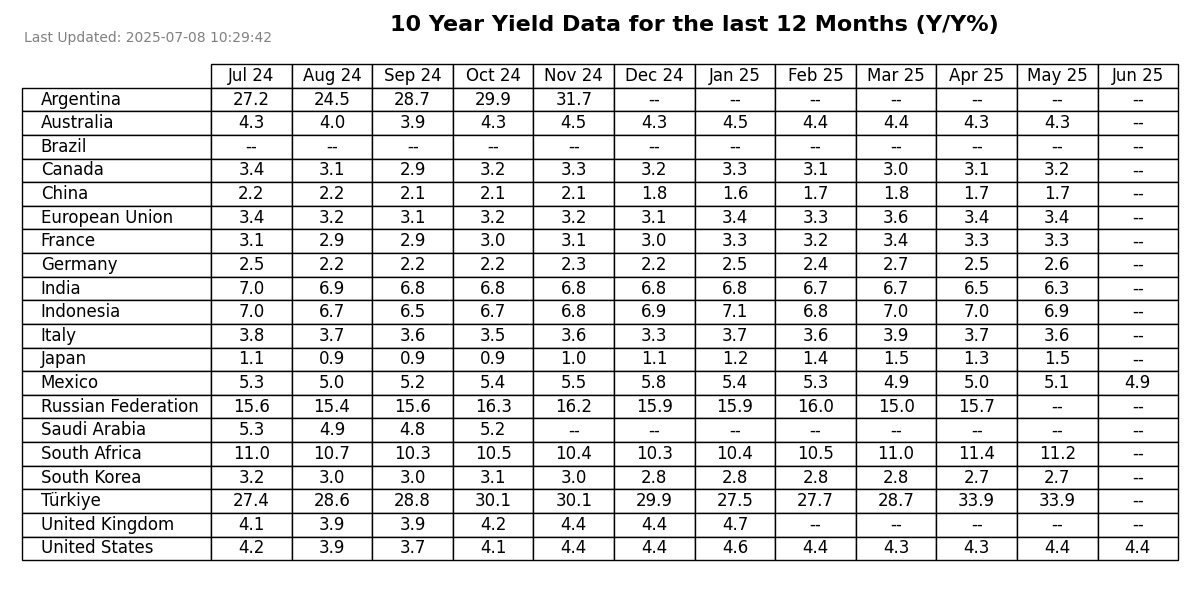 10 Year Yield Data for the last 12 Months (Y/Y%)
Last Updated: 2025-07-08 10:29:42
Jul 24 Aug 24 Sep 24 Oct 24 Nov 24 Dec 24 Jan 25 Feb 25 Mar 25 Apr 25 May 25 Jun 25
Argentina 27.2 24.5 28.7 29.9 31.7 -- -- -- -- -- -- --
Australia 4.3 4.0 3.9 4.3 4.5 4.3 4.5 4.4 4.4 4.3 4.3 --
Brazil -- -- -- -- -- -- -- -- -- -- -- --
Canada 3.4 3.1 2.9 3.2 3.3 3.2 3.3 3.1 3.0 3.1 3.2 --
China 2.2 2.2 2.1 2.1 2.1 1.8 1.6 1.7 1.8 1.7 1.7 --
European Union 3.4 3.2 3.1 3.2 3.2 3.1 3.4 3.3 3.6 3.4 3.4 --
France 3.1 2.9 2.9 3.0 3.1 3.0 3.3 3.2 3.4 3.3 3.3 --
Germany 2.5 2.2 2.2 2.2 2.3 2.2 2.5 2.4 2.7 2.5 2.6 --
India 7.0 6.9 6.8 6.8 6.8 6.8 6.8 6.7 6.7 6.5 6.3 --
Indonesia 7.0 6.7 6.5 6.7 6.8 6.9 7.1 6.8 7.0 7.0 6.9 --
Italy 3.8 3.7 3.6 3.5 3.6 3.3 3.7 3.6 3.9 3.7 3.6 --
Japan 1.1 0.9 0.9 0.9 1.0 1.1 1.2 1.4 1.5 1.3 1.5 --
Mexico 5.3 5.0 5.2 5.4 5.5 5.8 5.4 5.3 4.9 5.0 5.1 4.9
Russian Federation 15.6 15.4 15.6 16.3 16.2 15.9 15.9 16.0 15.0 15.7 -- --
Saudi Arabia 5.3 4.9 4.8 5.2 -- -- -- -- -- -- -- --
South Africa 11.0 10.7 10.3 10.5 10.4 10.3 10.4 10.5 11.0 11.4 11.2 --
South Korea 3.2 3.0 3.0 3.1 3.0 2.8 2.8 2.8 2.8 2.7 2.7 --
Türkiye 27.4 28.6 28.8 30.1 30.1 29.9 27.5 27.7 28.7 33.9 33.9 --
United Kingdom 4.1 3.9 3.9 4.2 4.4 4.4 4.7 -- -- -- -- --
United States 4.2 3.9 3.7 4.1 4.4 4.4 4.6 4.4 4.3 4.3 4.4 4.4